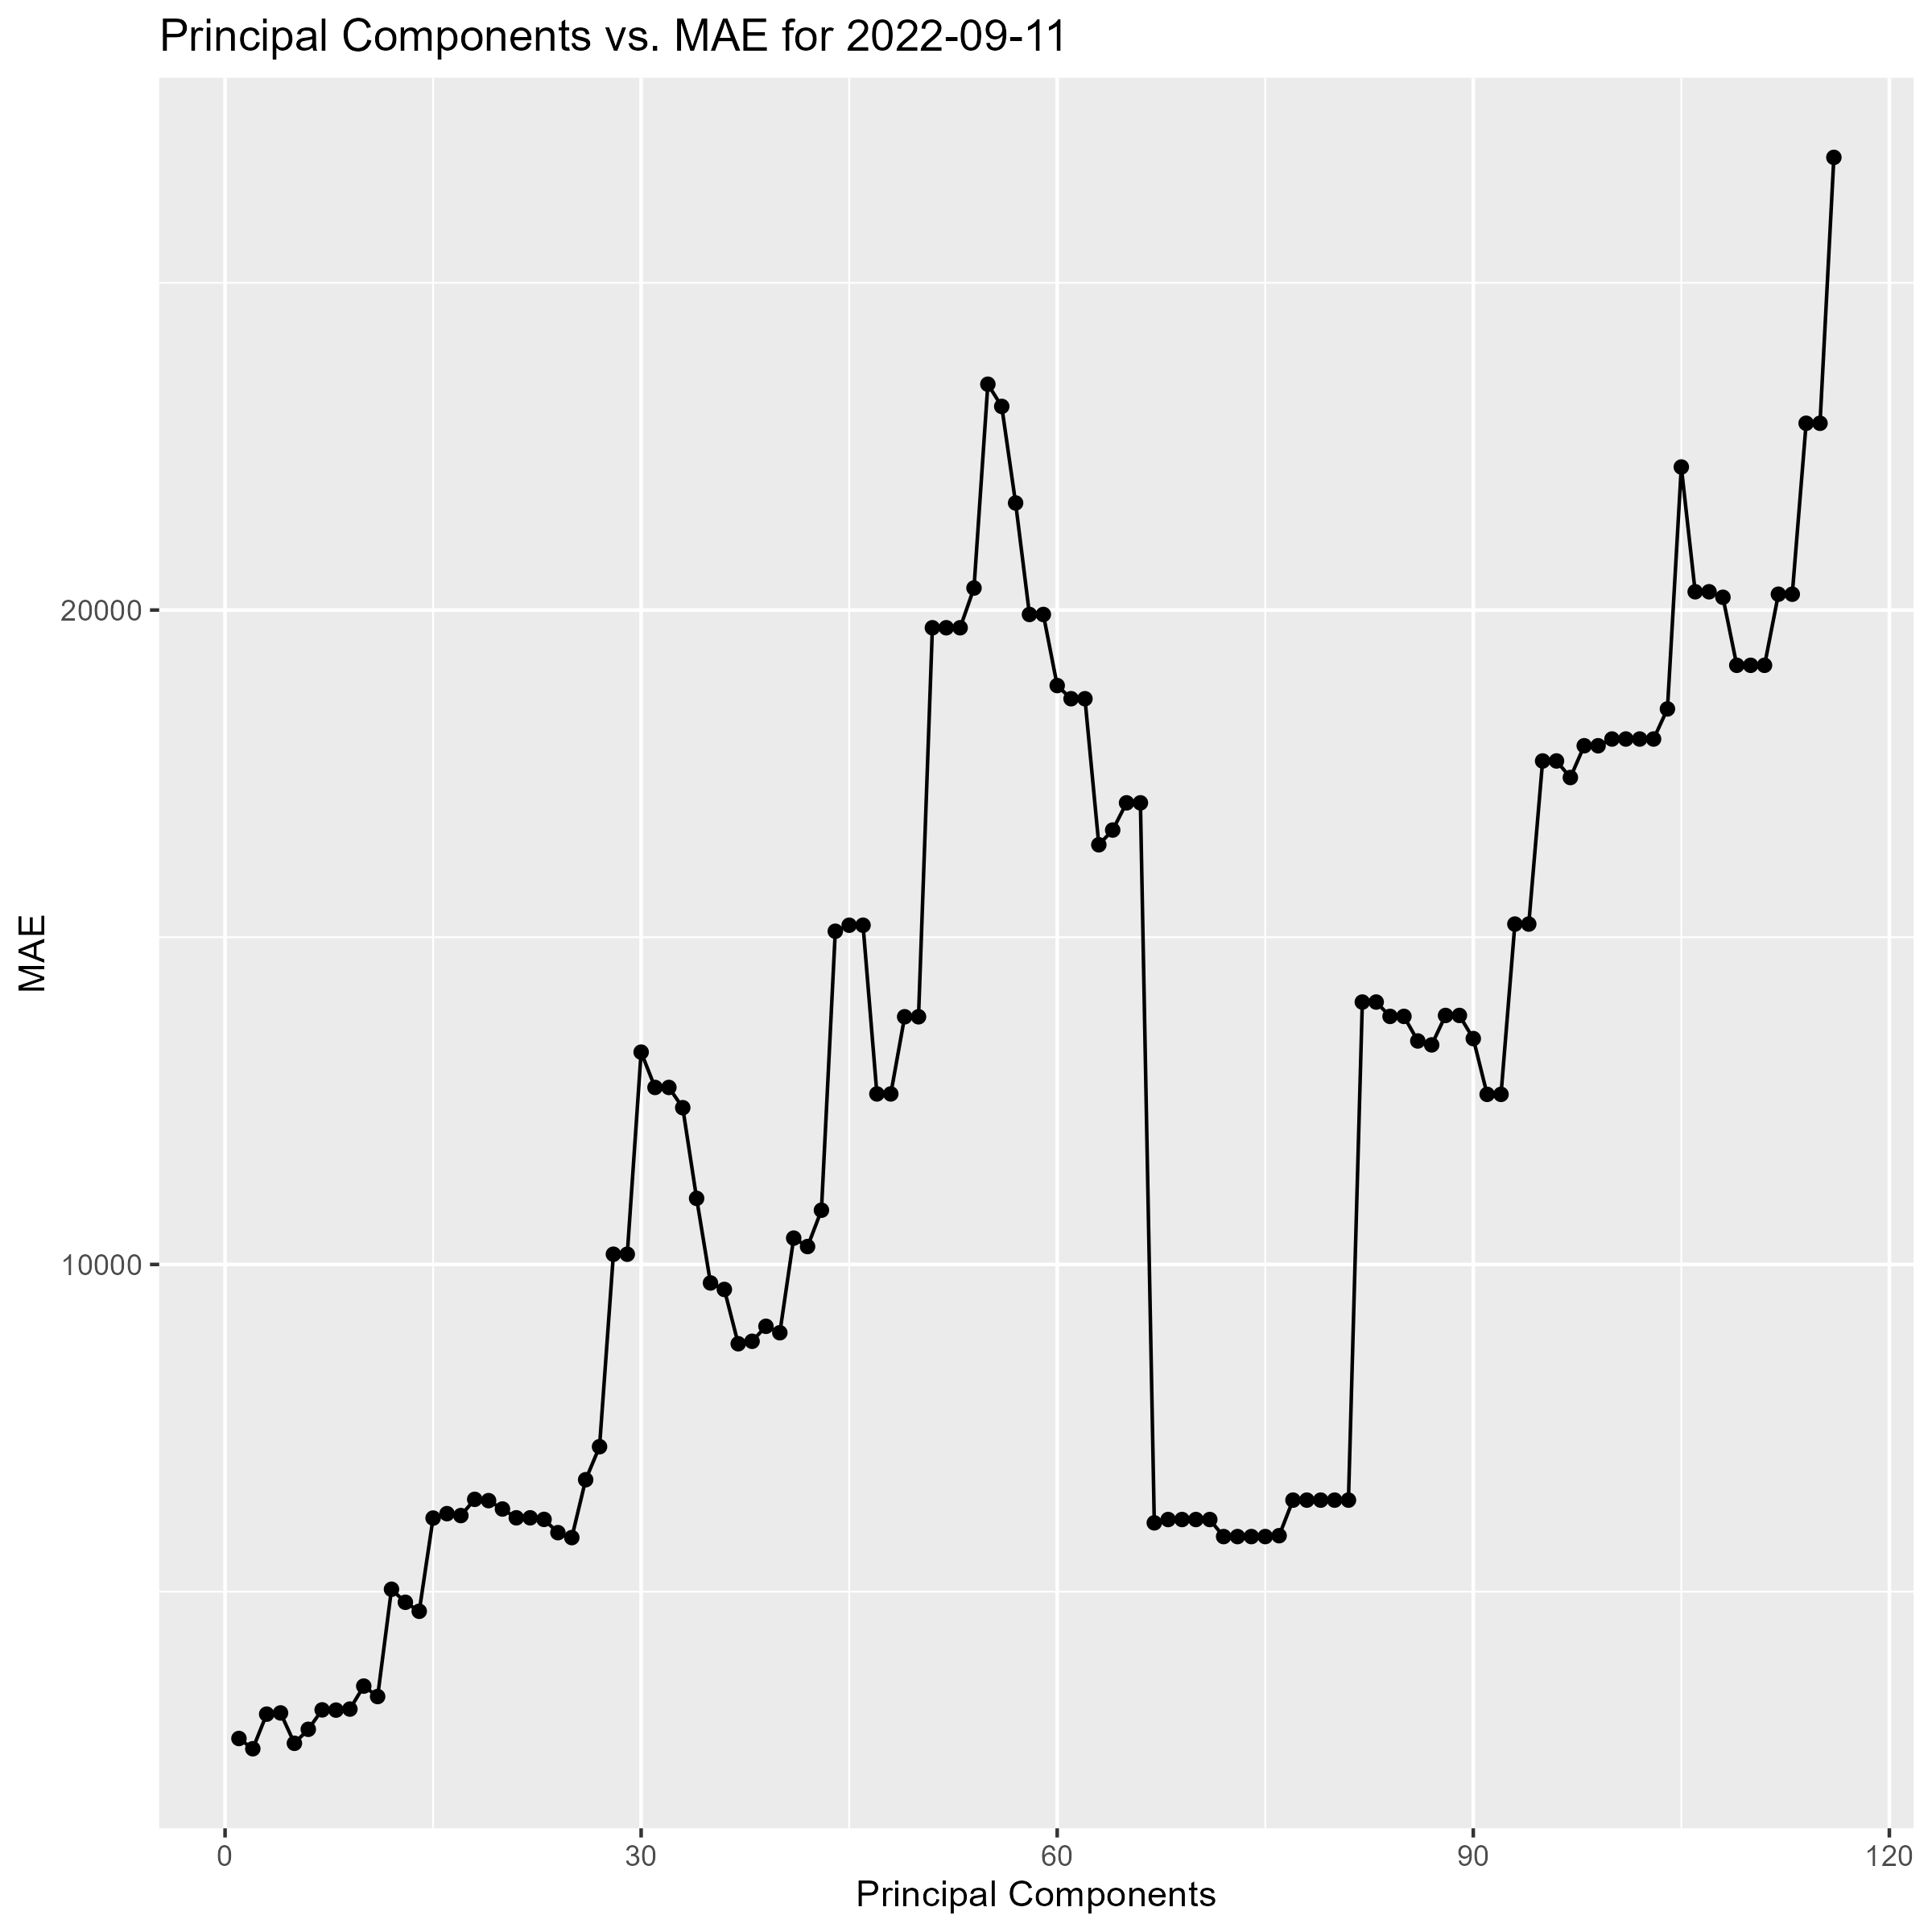 Principal Components vs. MAE for 2022-09-11
MAE
20000
10000
0 30 60 90 120
Principal Components